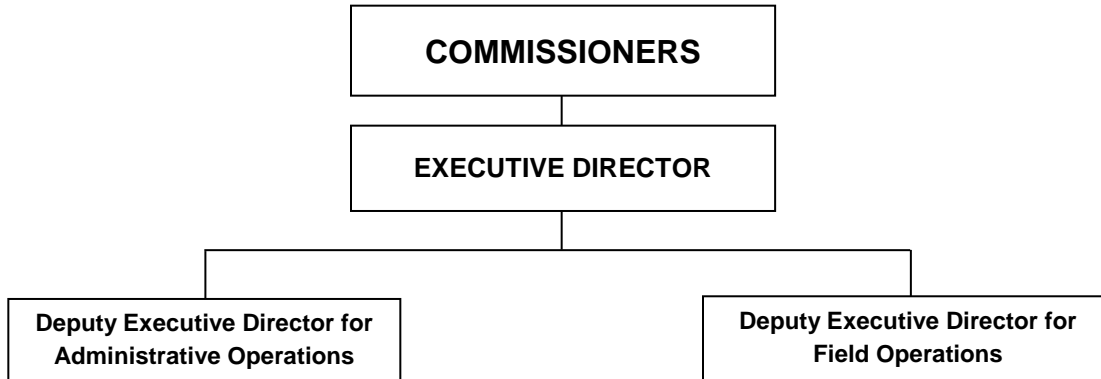 COMMISSIONERS
EXECUTIVE DIRECTOR
Deputy Executive Director for
Administrative Operations
Deputy Executive Director for
Field Operations